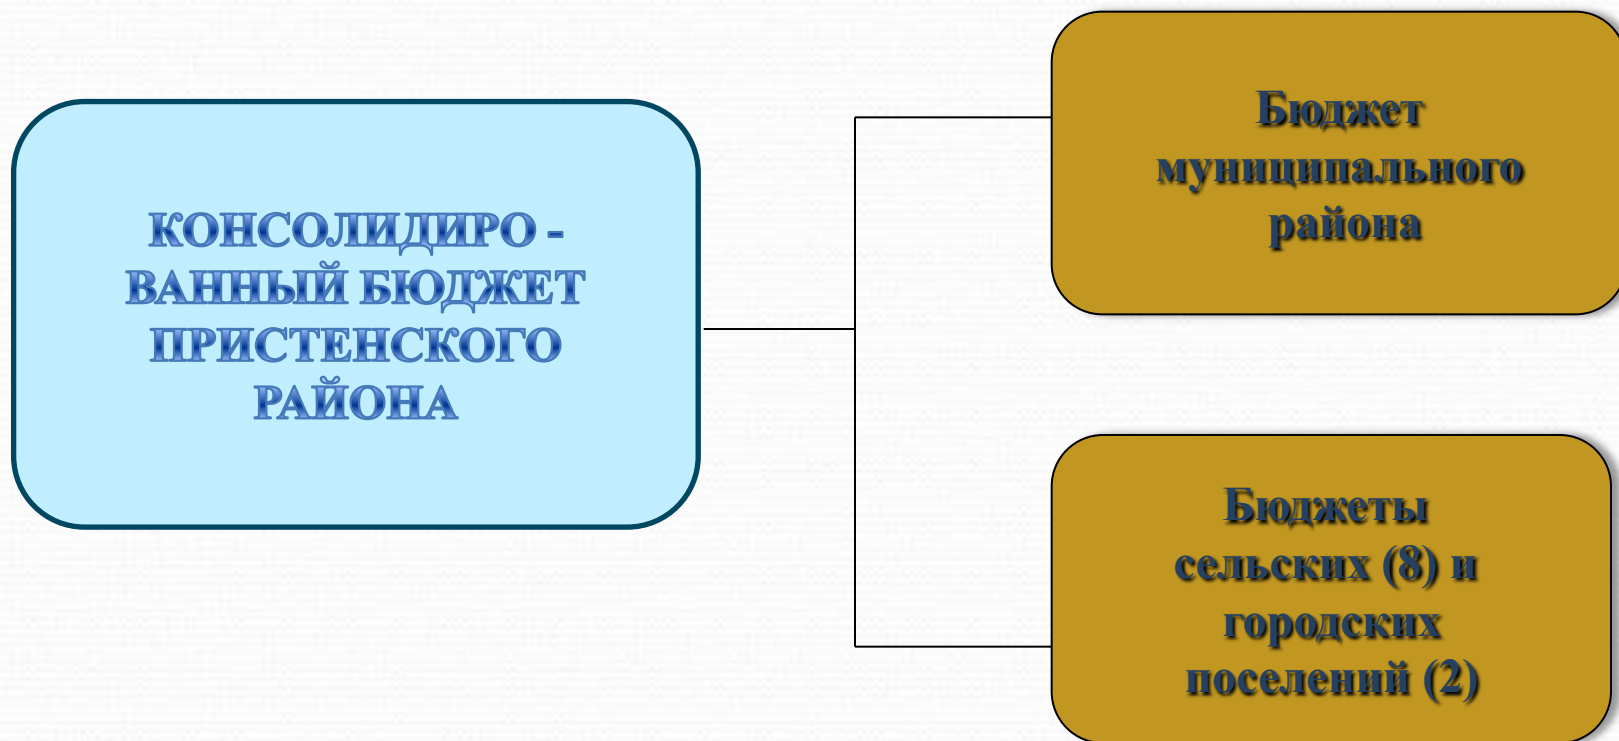 КОНСОЛИДИРО -
ВАННЫЙ БЮДЖЕТ
ПРИСТЕНСКОГО
РАЙОНА
Бюджет
муниципального
района
Бюджеты
сельских (8) и
городских
поселений (2)